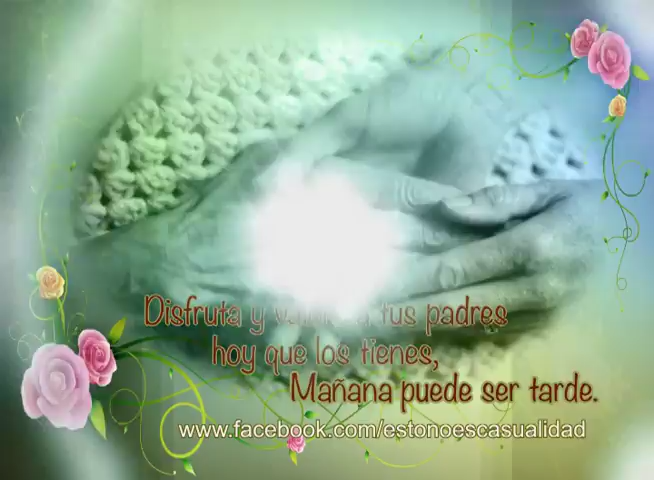 Disfruta y a tus padres
hoy que los tienes,
Mañana puede ser tarde.
www.facebook.com/estonoescasualidad